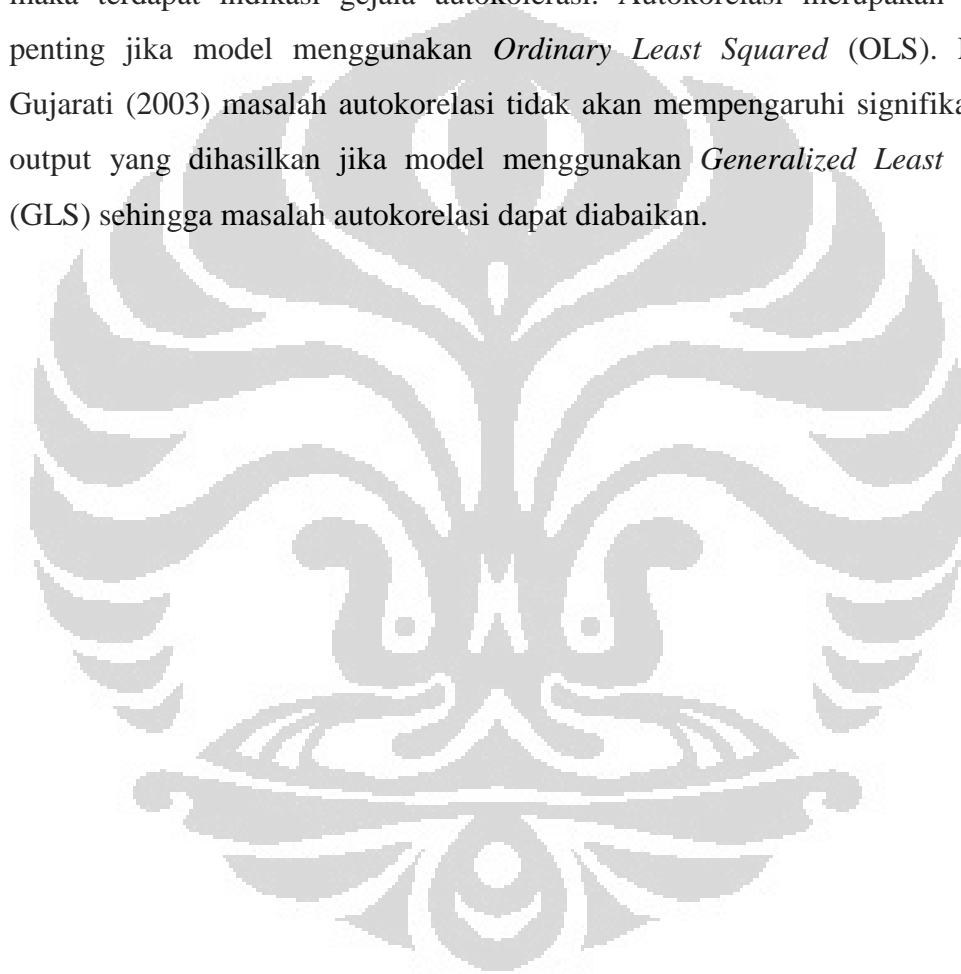 maka terdapat indikasi gejala autokolerasi. Autokorelasi merupakan
penting jika model menggunakan Ordinary Least Squared (OLS).
Gujarati (2003) masalah autokorelasi tidak akan mempengaruhi
output yang dihasilkan jika model menggunakan Generalized Least
(GLS) sehingga masalah autokorelasi dapat diabaikan.